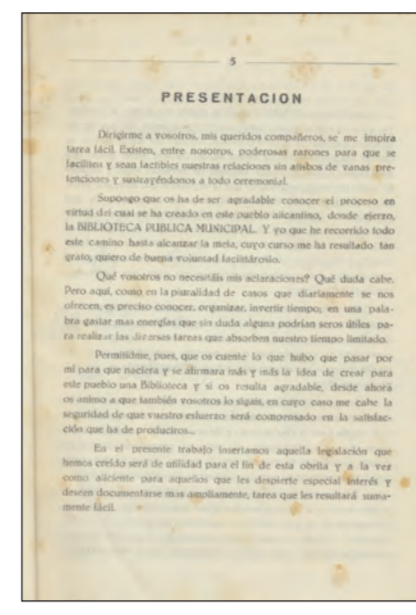 5
PRESENTACION
Dirigirme a vosotros, mis queridos compañeros, se me inspira
tarea fácil. Existen, entre nosotros, poderosas razones para que se
faciliten y sean factibles nuestras relaciones sin atisbos de vanas pre-
tenciones y sustrayéndonos a todo ceremonial.
Supongo que os ha de ser agradable conocer el proceso en
virtud del cual se ha creado en este pueblo alicantino, donde ejerzo,
la BIBLIOTECA PUBLICA MUNICIPAL. Y yo que he recorrido todo
este camino hasta alcanzar la meta, cuyo curso me ha resultado tan
grato, quiero de buena voluntad facilitároslo.
Qué vosotros no necesitáis mis aclaraciones? Qué duda cabe.
Pero aquí, como en la pluralidad de casos que diariamente se nos
ofrecen, es preciso conocer, organizar, invertir tiempo; en una pala-
bra gastar mas energías que sin duda alguna podrían seros útiles pa-
ra realizar las diversas tareas que absorben nuestro tiempo limitado.
Permitidme, pues, que os cuente lo que hubo que pasar por
mí para que naciera y se afirmara más y más la idea de crear para
este pueblo una Biblioteca y si os resulta agradable, desde ahora
os animo a que también vosotros lo sigais, en cuyo caso me cabe la
seguridad de que vuestro esfuerzo será compensado en la satisfac-
ción que ha de produciros...
En el presente trabajo insertamos aquella legislación que
hemos creído será de utilidad para el fin de esta obrita y a la vez
como aliciente para aquellos que les despierte especial interés y
deseen documentarse mas ampliamente, tarea que les resultará suma-
mente fácil.